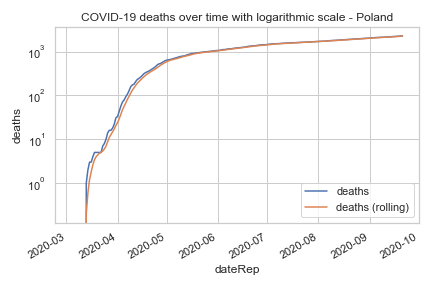 COVID-19 deaths over time with logarithmic scale - Poland
10³
10²
10¹
10⁰
deaths
deaths
deaths (rolling)
2020-03
2020-04
2020-05
2020-06
2020-07
2020-08
2020-09
2020-10
dateRep